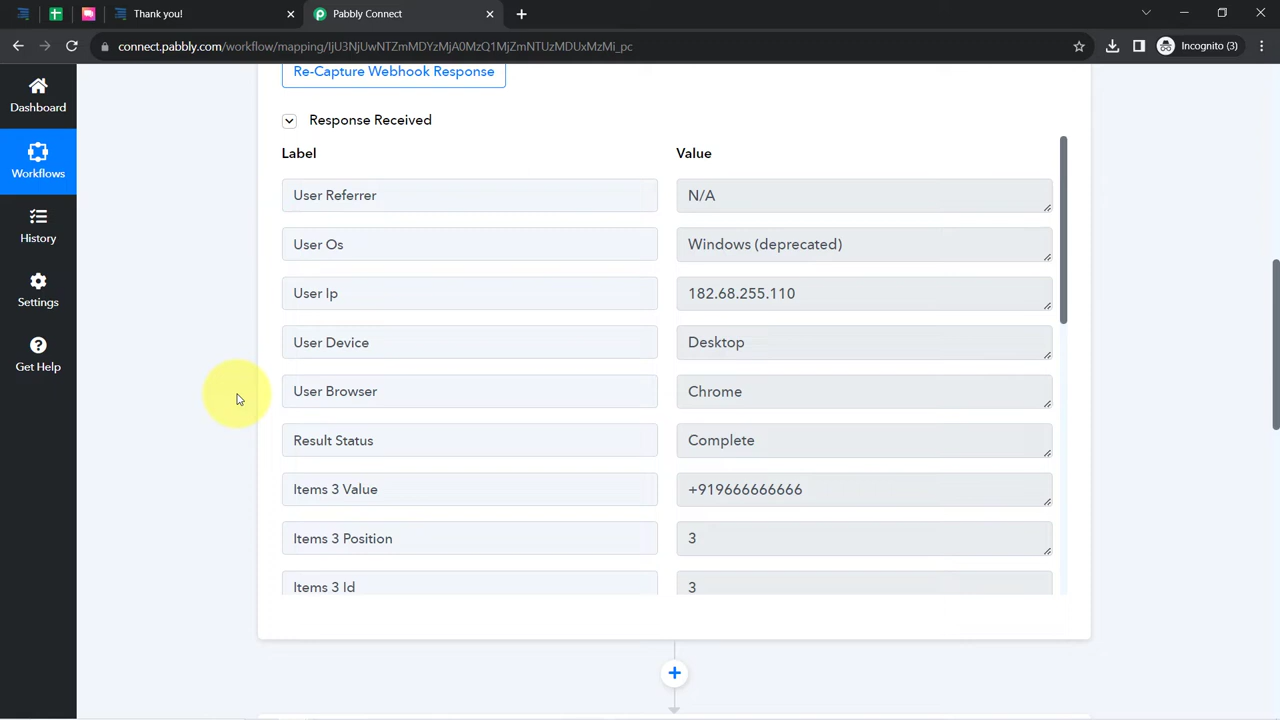 Thank you!
Pabbly Connect
connect.pabbly.com/workflow/mapping/IjU3NjUwNTZmMDYzMjA0MzQ1MjZmNTUzMDUxMzMi_pc
Incognito (3)
Re-Capture Webhook Response
Dashboard
Response Received
Label
Value
Workflows
User Referrer
N/A
History
User Os
Windows (deprecated)
Settings
User Ip
182.68.255.110
Get Help
User Device
Desktop
User Browser
Chrome
Result Status
Complete
Items 3 Value
+919666666666
Items 3 Position
3
Items 3 Id
3